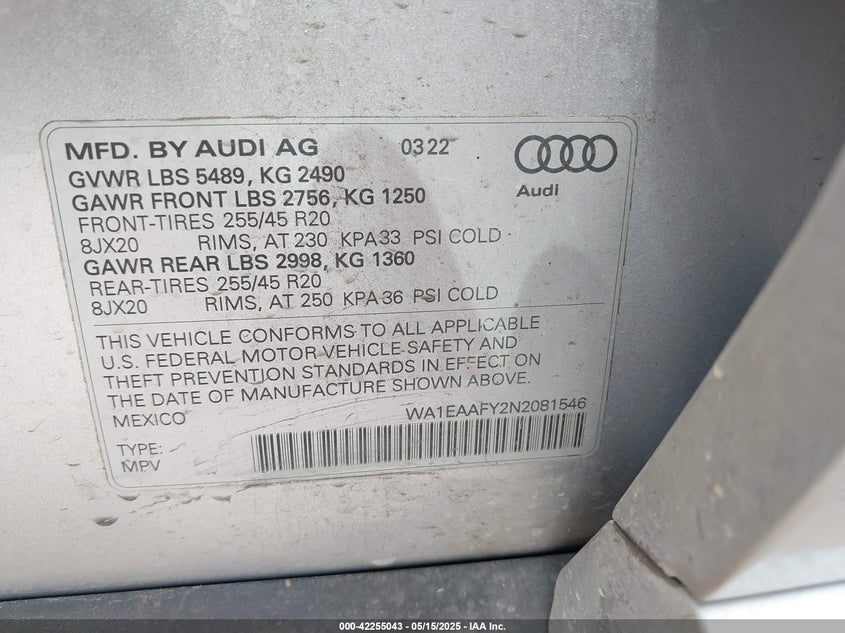 MFD. BY AUDI AG 03 22
Audi
GVWR LBS 5489, KG 2490
GAWR FRONT LBS 2756, KG 1250
FRONT-TIRES 255/45 R20
8JX20 RIMS, AT 230 KPA 33 PSI COLD
GAWR REAR LBS 2998, KG 1360
REAR-TIRES 255/45 R20
8JX20 RIMS, AT 250 KPA 36 PSI COLD
THIS VEHICLE CONFORMS TO ALL APPLICABLE
U.S. FEDERAL MOTOR VEHICLE SAFETY AND
THEFT PREVENTION STANDARDS IN EFFECT ON
THE DATE OF MANUFACTURE SHOWN ABOVE.
MEXICO WA1EAAFY2N2081546
TYPE:
MPV
000-42255043 - 05/15/2025 - IAA Inc.